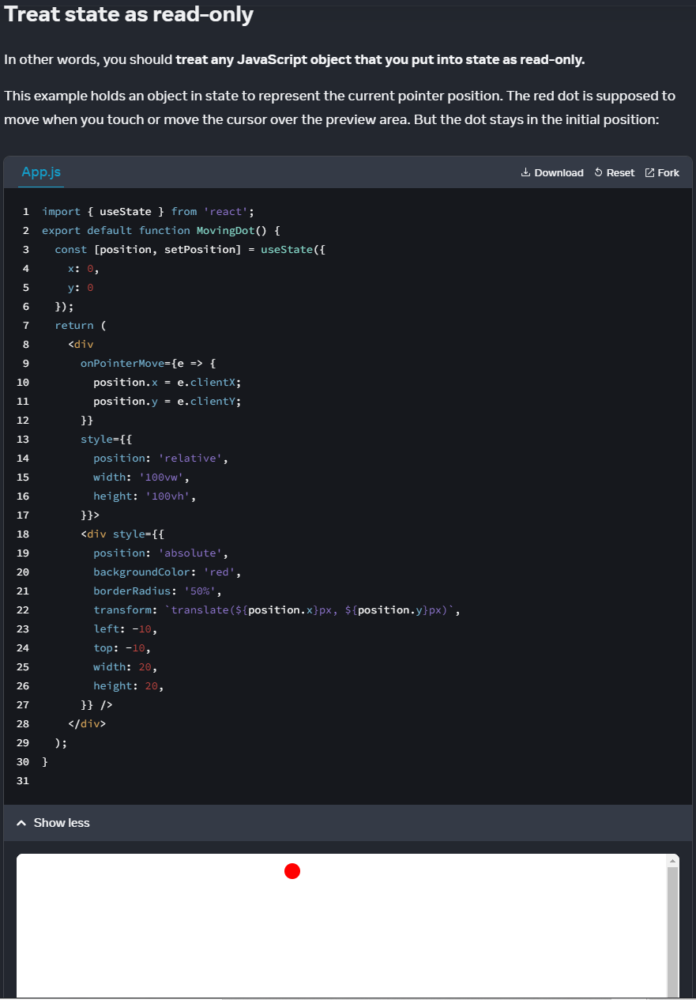 Treat state as read-only
In other words, you should treat any JavaScript object that you put into state as read-only.
This example holds an object in state to represent the current pointer position. The red dot is supposed to
move when you touch or move the cursor over the preview area. But the dot stays in the initial position:
App.js Download Reset Fork
1 import { useState } from 'react';
2 export default function MovingDot() {
3   const [position, setPosition] = useState({
4     x: 0,
5     y: 0
6   });
7   return (
8     <div
9       onPointerMove={e => {
10         position.x = e.clientX;
11         position.y = e.clientY;
12       }}
13       style={{
14         position: 'relative',
15         width: '100vw',
16         height: '100vh',
17       }}>
18       <div style={{
19         position: 'absolute',
20         backgroundColor: 'red',
21         borderRadius: '50%',
22         transform: `translate(${position.x}px, ${position.y}px)`,
23         left: -10,
24         top: -10,
25         width: 20,
26         height: 20,
27       }} />
28     </div>
29   );
30 }
31
Show less